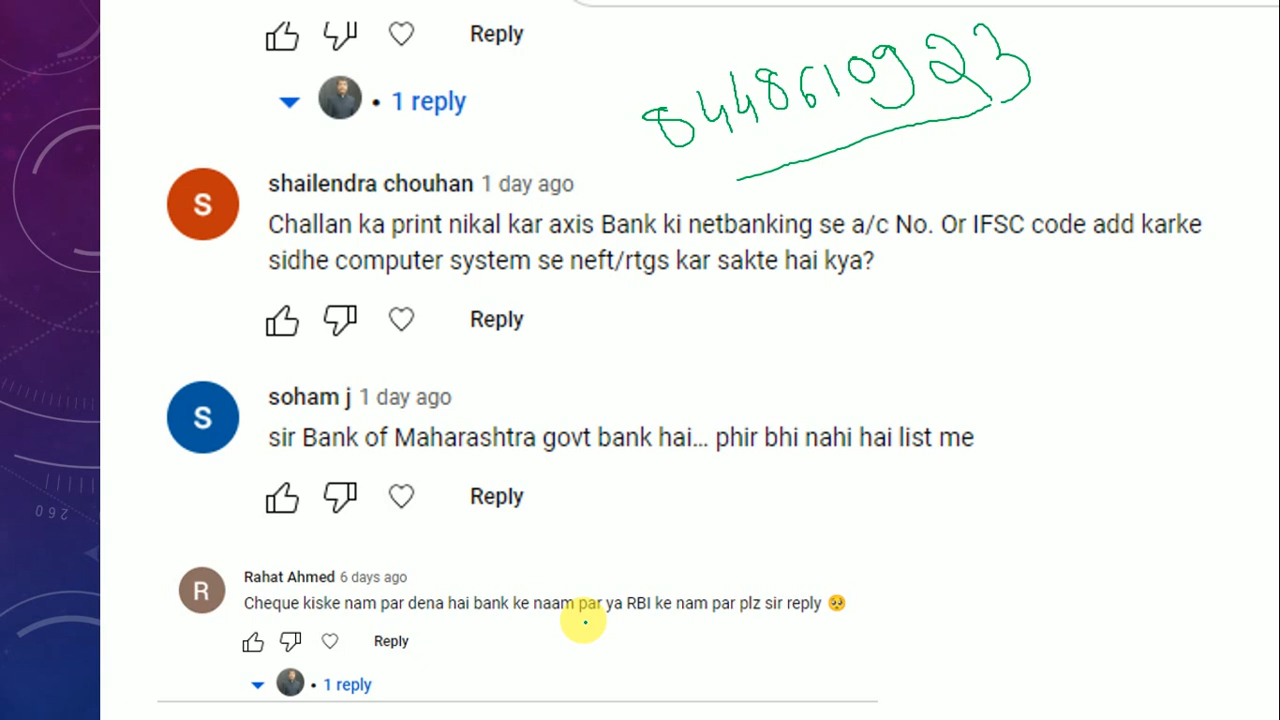 Reply
1 reply
8448610923
shailendra chouhan 1 day ago
Challan ka print nikal kar axis Bank ki netbanking se a/c No. Or IFSC code add karke
sidhe computer system se neft/rtgs kar sakte hai kya?
Reply
soham j 1 day ago
sir Bank of Maharashtra govt bank hai... phir bhi nahi hai list me
Reply
Rahat Ahmed 6 days ago
Cheque kiske nam par dena hai bank ke naam par ya RBI ke nam par plz sir reply 🥺
Reply
1 reply
S
S
R
260